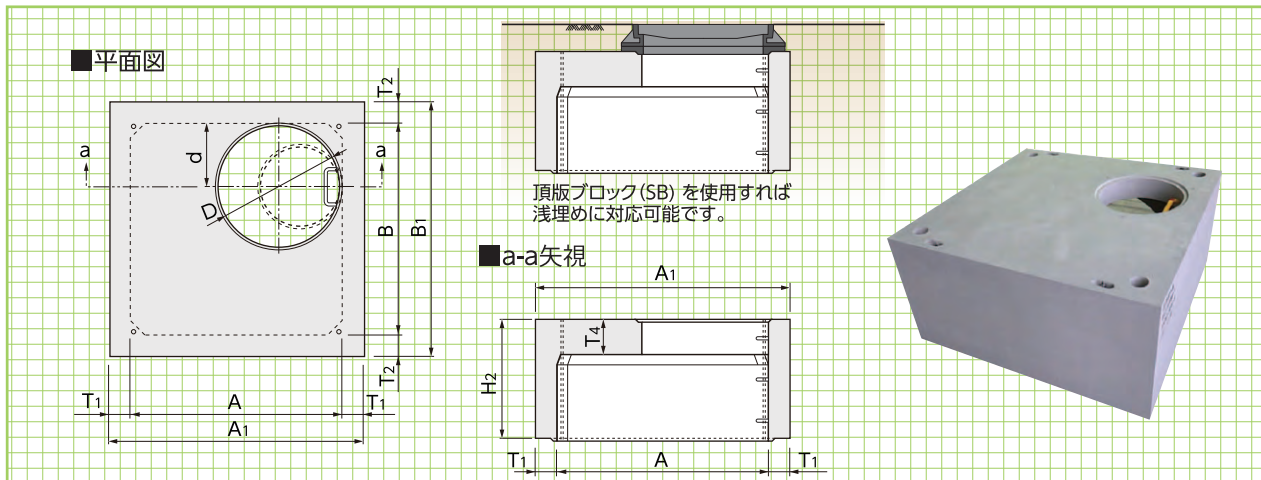 ■平面図
T2
a
d
a
D
B
B1
T2
T1
A
T1
A1
頂版ブロック(SB) を使用すれば
浅埋めに対応可能です。
■a-a矢視
A1
T4
H2
T1
A
T1